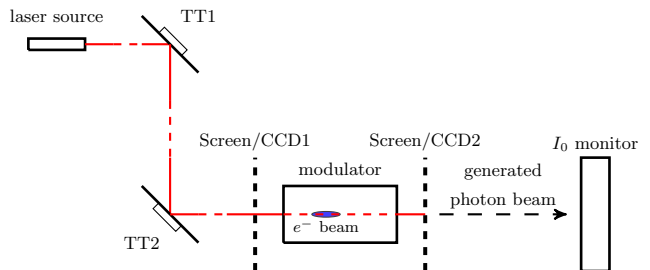 laser source
TT1
Screen/CCD1
Screen/CCD2
I₀ monitor
modulator
generated
photon beam
e⁻ beam
TT2